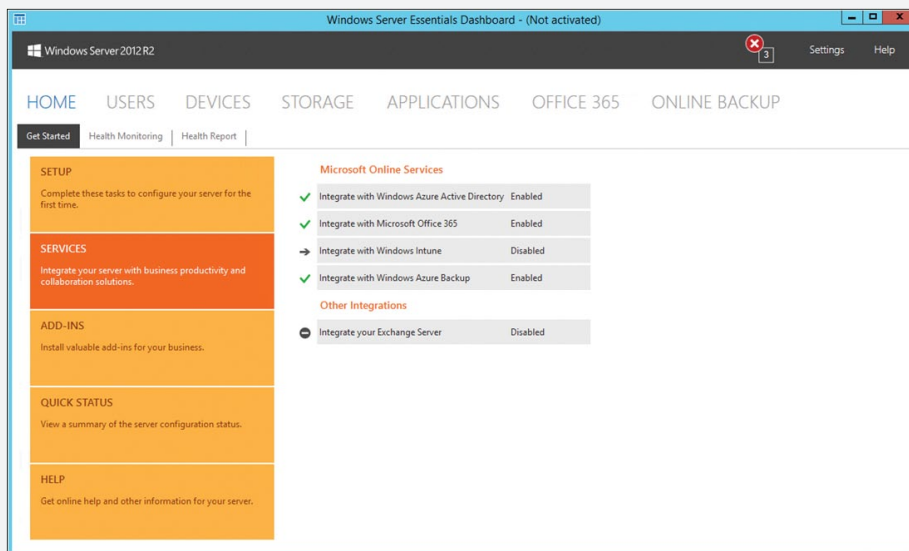 Windows Server Essentials Dashboard - (Not activated)
Windows Server 2012 R2
3
Settings
Help
HOME
USERS
DEVICES
STORAGE
APPLICATIONS
OFFICE 365
ONLINE BACKUP
Get Started
Health Monitoring
Health Report
SETUP
Complete these tasks to configure your server for the
first time.
SERVICES
Integrate your server with business productivity and
collaboration solutions.
ADD-INS
Install valuable add-ins for your business.
QUICK STATUS
View a summary of the server configuration status.
HELP
Get online help and other information for your server.
Microsoft Online Services
Integrate with Windows Azure Active Directory Enabled
Integrate with Microsoft Office 365 Enabled
Integrate with Windows Intune Disabled
Integrate with Windows Azure Backup Enabled
Other Integrations
Integrate your Exchange Server Disabled